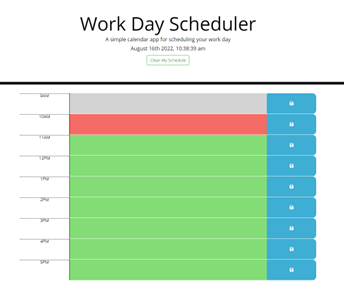 Work Day Scheduler
A simple calendar app for scheduling your work day
August 16th 2022, 10:38:39 am
Clear My Schedule
9AM
10AM
11AM
12PM
1PM
2PM
3PM
4PM
5PM